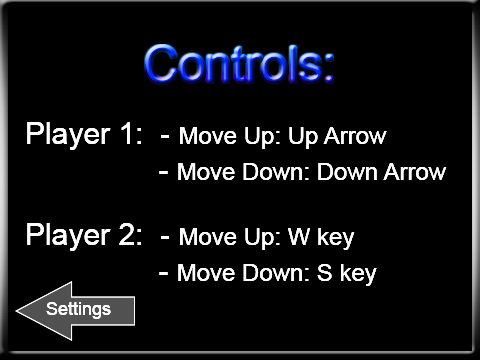 Controls:
Player 1: - Move Up: Up Arrow
- Move Down: Down Arrow
Player 2: - Move Up: W key
- Move Down: S key
Settings